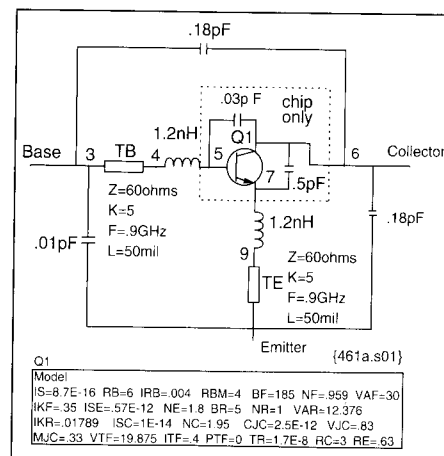 .18pF
.03p F
chip
only
1.2nH
Q1
Base
3
TB
4
5
6
Collector
7
.5pF
Z=60ohms
K=5
F=.9GHz
L=50mil
.01pF
1.2nH
.18pF
9
TE
Z=60ohms
K=5
F=.9GHz
L=50mil
Emitter
{461a.s01}
Q1
Model
IS=8.7E-16 RB=6 IRB=.004 RBM=4 BF=185 NF=.959 VAF=30
IKF=.35 ISE=.57E-12 NE=1.8 BR=5 NR=1 VAR=12.376
IKR=.01789 ISC=1E-14 NC=1.95 CJC=2.5E-12 VJC=.83
MJC=.33 VTF=19.875 ITF=.4 PTF=0 TR=1.7E-8 RC=3 RE=.63